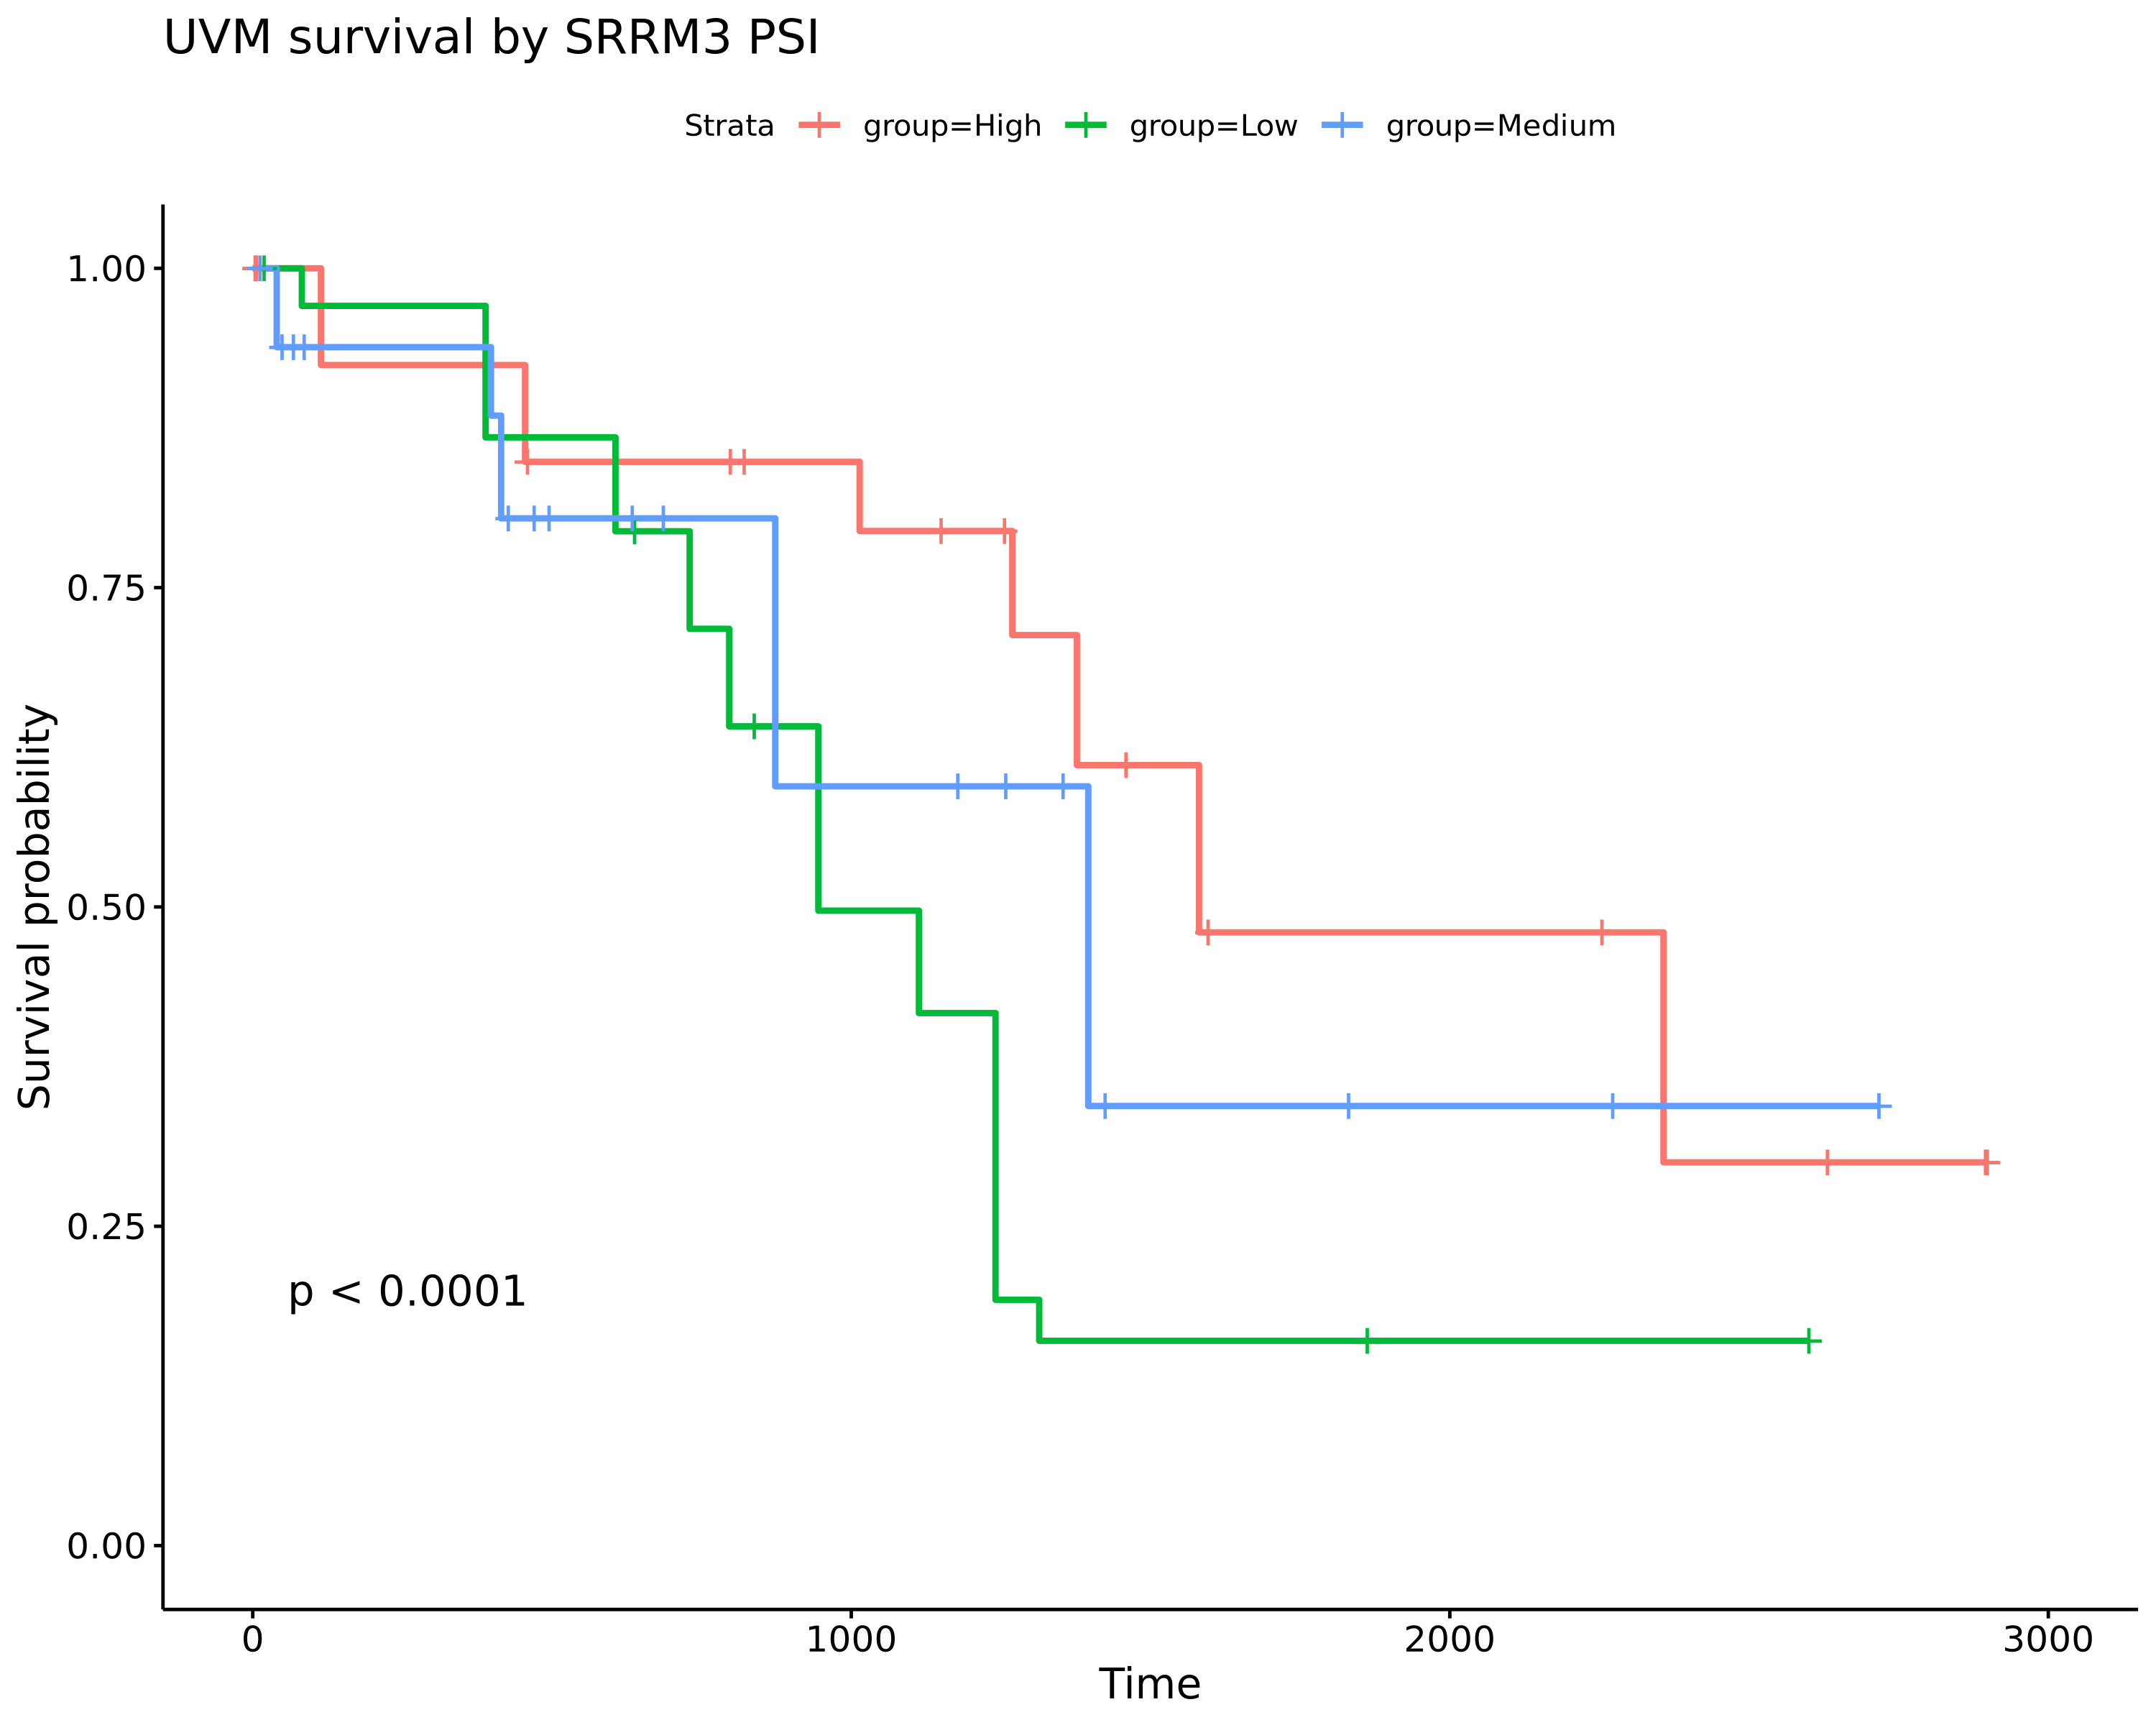 UVM survival by SRRM3 PSI
Strata group=High group=Low group=Medium
Survival probability
1.00
0.75
0.50
0.25
0.00
p < 0.0001
0 1000 2000 3000
Time